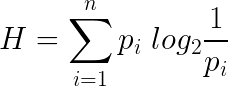 H = \sum_{i=1}^{n} p_i \; log_2 \frac{1}{p_i}